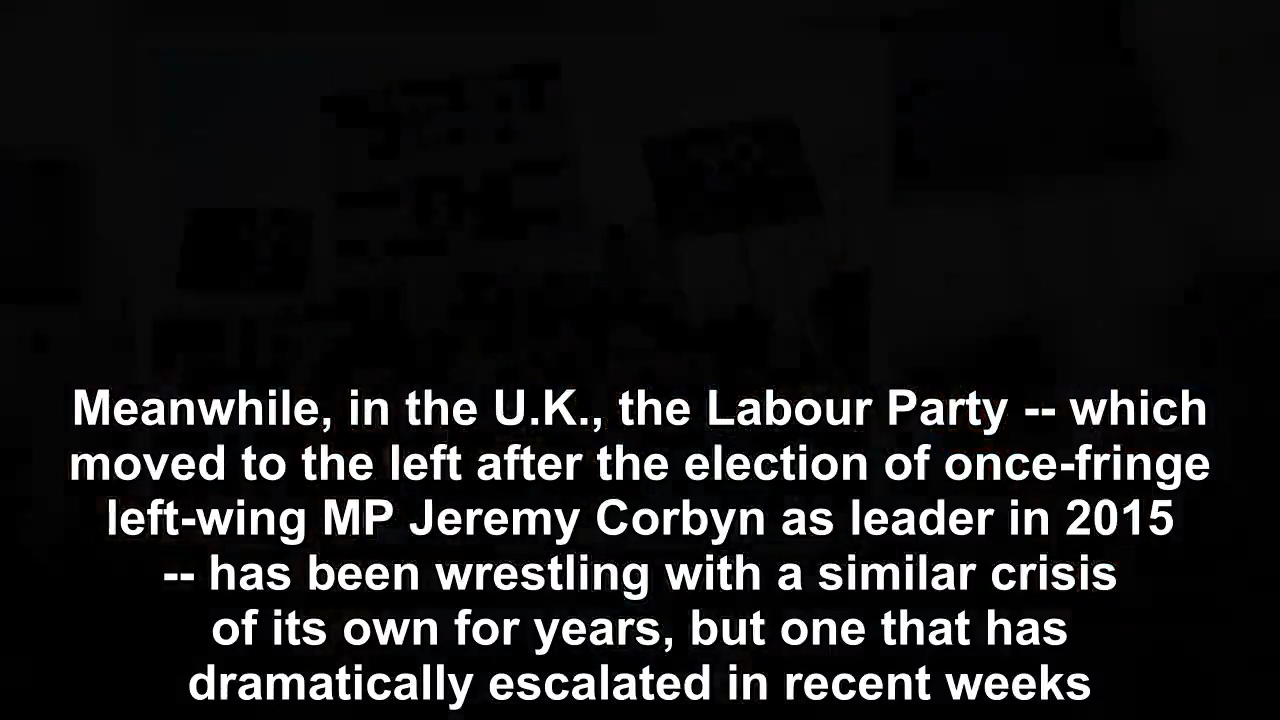 Meanwhile, in the U.K., the Labour Party -- which
moved to the left after the election of once-fringe
left-wing MP Jeremy Corbyn as leader in 2015
-- has been wrestling with a similar crisis
of its own for years, but one that has
dramatically escalated in recent weeks